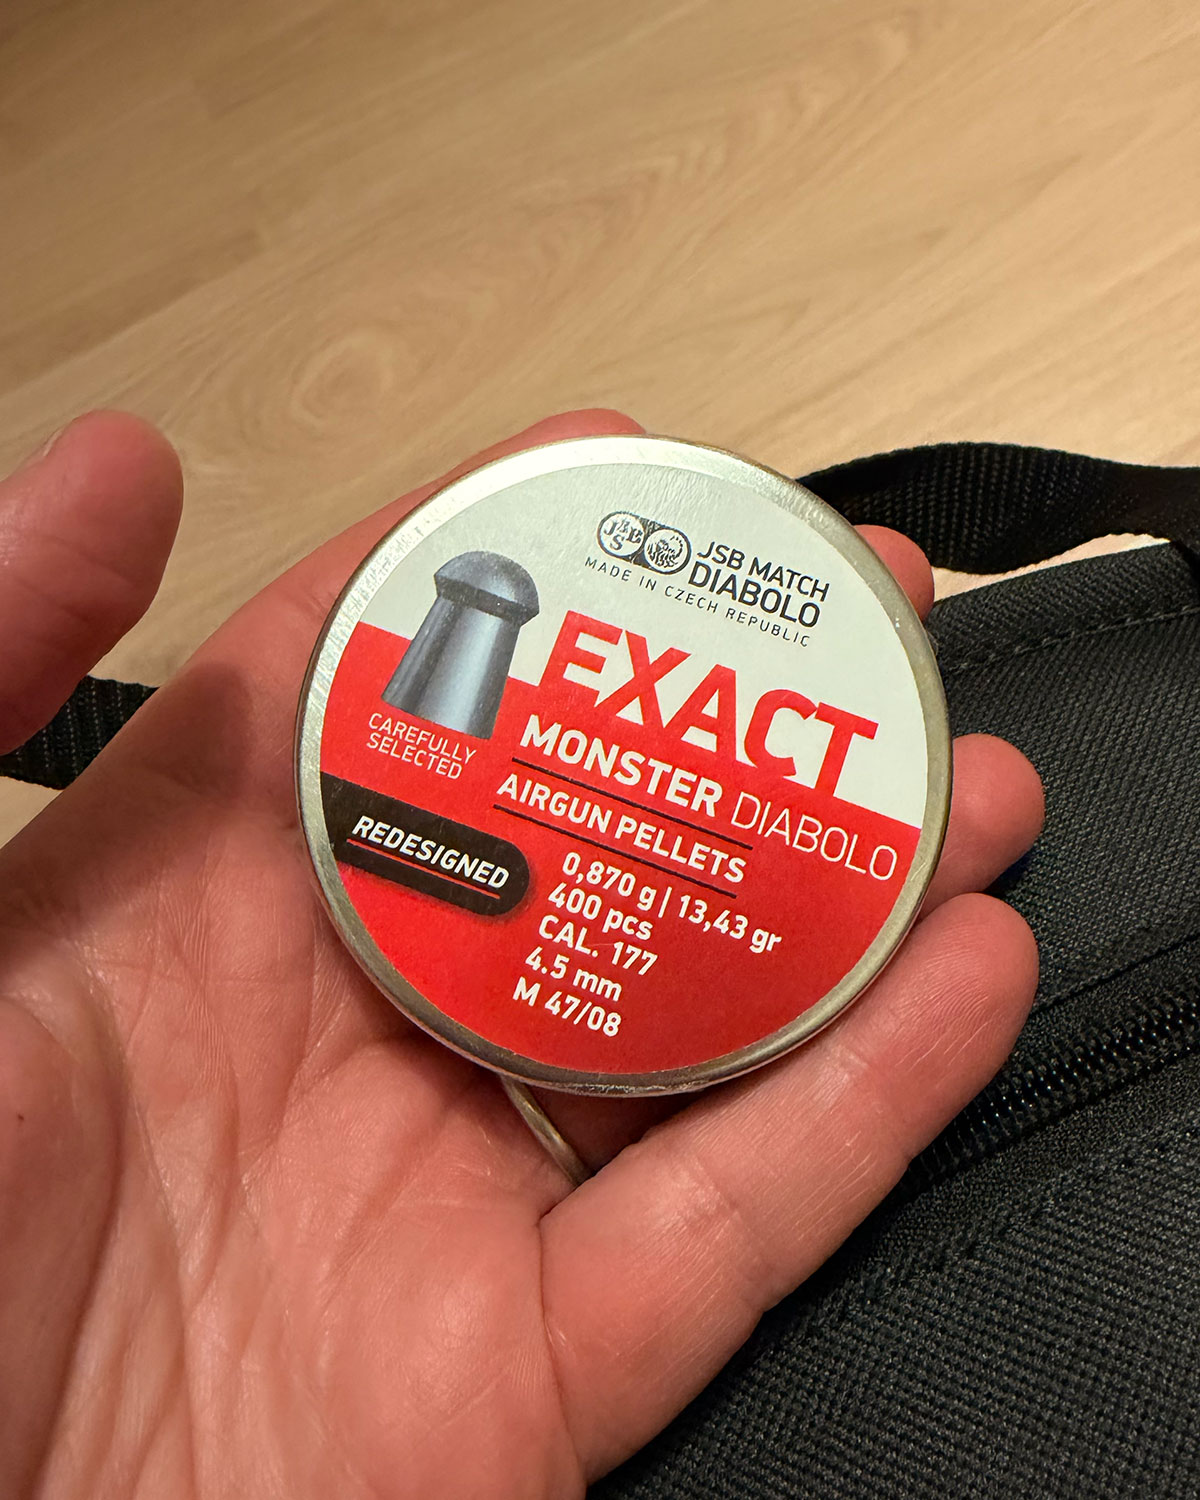 JSB
JSB MATCH
DIABOLO
MADE IN CZECH REPUBLIC
EXACT
MONSTER DIABOLO
AIRGUN PELLETS
CAREFULLY
SELECTED
REDESIGNED
0,870 g | 13,43 gr
400 pcs
CAL. 177
4.5 mm
M 47/08